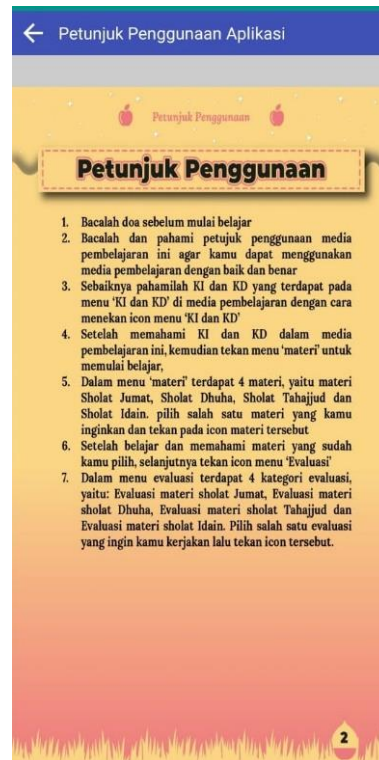 Petunjuk Penggunaan Aplikasi
Petunjuk Penggunaan
Petunjuk Penggunaan
1. Bacalah doa sebelum mulai belajar
2. Bacalah dan pahami petujuk penggunaan media
pembelajaran ini agar kamu dapat menggunakan
media pembelajaran dengan baik dan benar
3. Sebaiknya pahamilah KI dan KD yang terdapat pada
menu 'KI dan KD' di media pembelajaran dengan cara
menekan icon menu 'KI dan KD'
4. Setelah memahami KI dan KD dalam media
pembelajaran ini, kemudian tekan menu 'materi' untuk
memulai belajar,
5. Dalam menu 'materi' terdapat 4 materi, yaitu materi
Sholat Jumat, Sholat Dhuha, Sholat Tahajjud dan
Sholat Idain. pilih salah satu materi yang kamu
inginkan dan tekan pada icon materi tersebut
6. Setelah belajar dan memahami materi yang sudah
kamu pilih, selanjutnya tekan icon menu 'Evaluasi'
7. Dalam menu evaluasi terdapat 4 kategori evaluasi,
yaitu: Evaluasi materi sholat Jumat, Evaluasi materi
sholat Dhuha, Evaluasi materi sholat Tahajjud dan
Evaluasi materi sholat Idain. Pilih salah satu evaluasi
yang ingin kamu kerjakan lalu tekan icon tersebut.
2